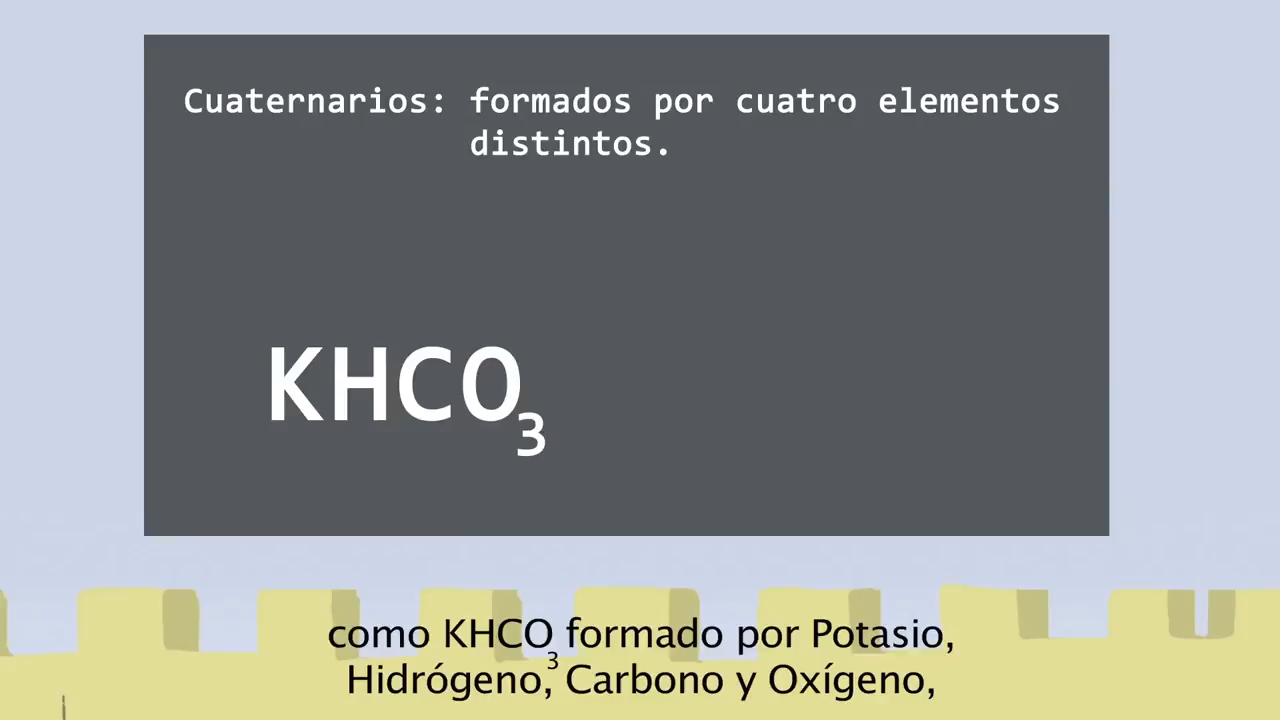 Cuaternarios: formados por cuatro elementos
distintos.
KHCO₃
como KHCO₃ formado por Potasio,
Hidrógeno, Carbono y Oxígeno,